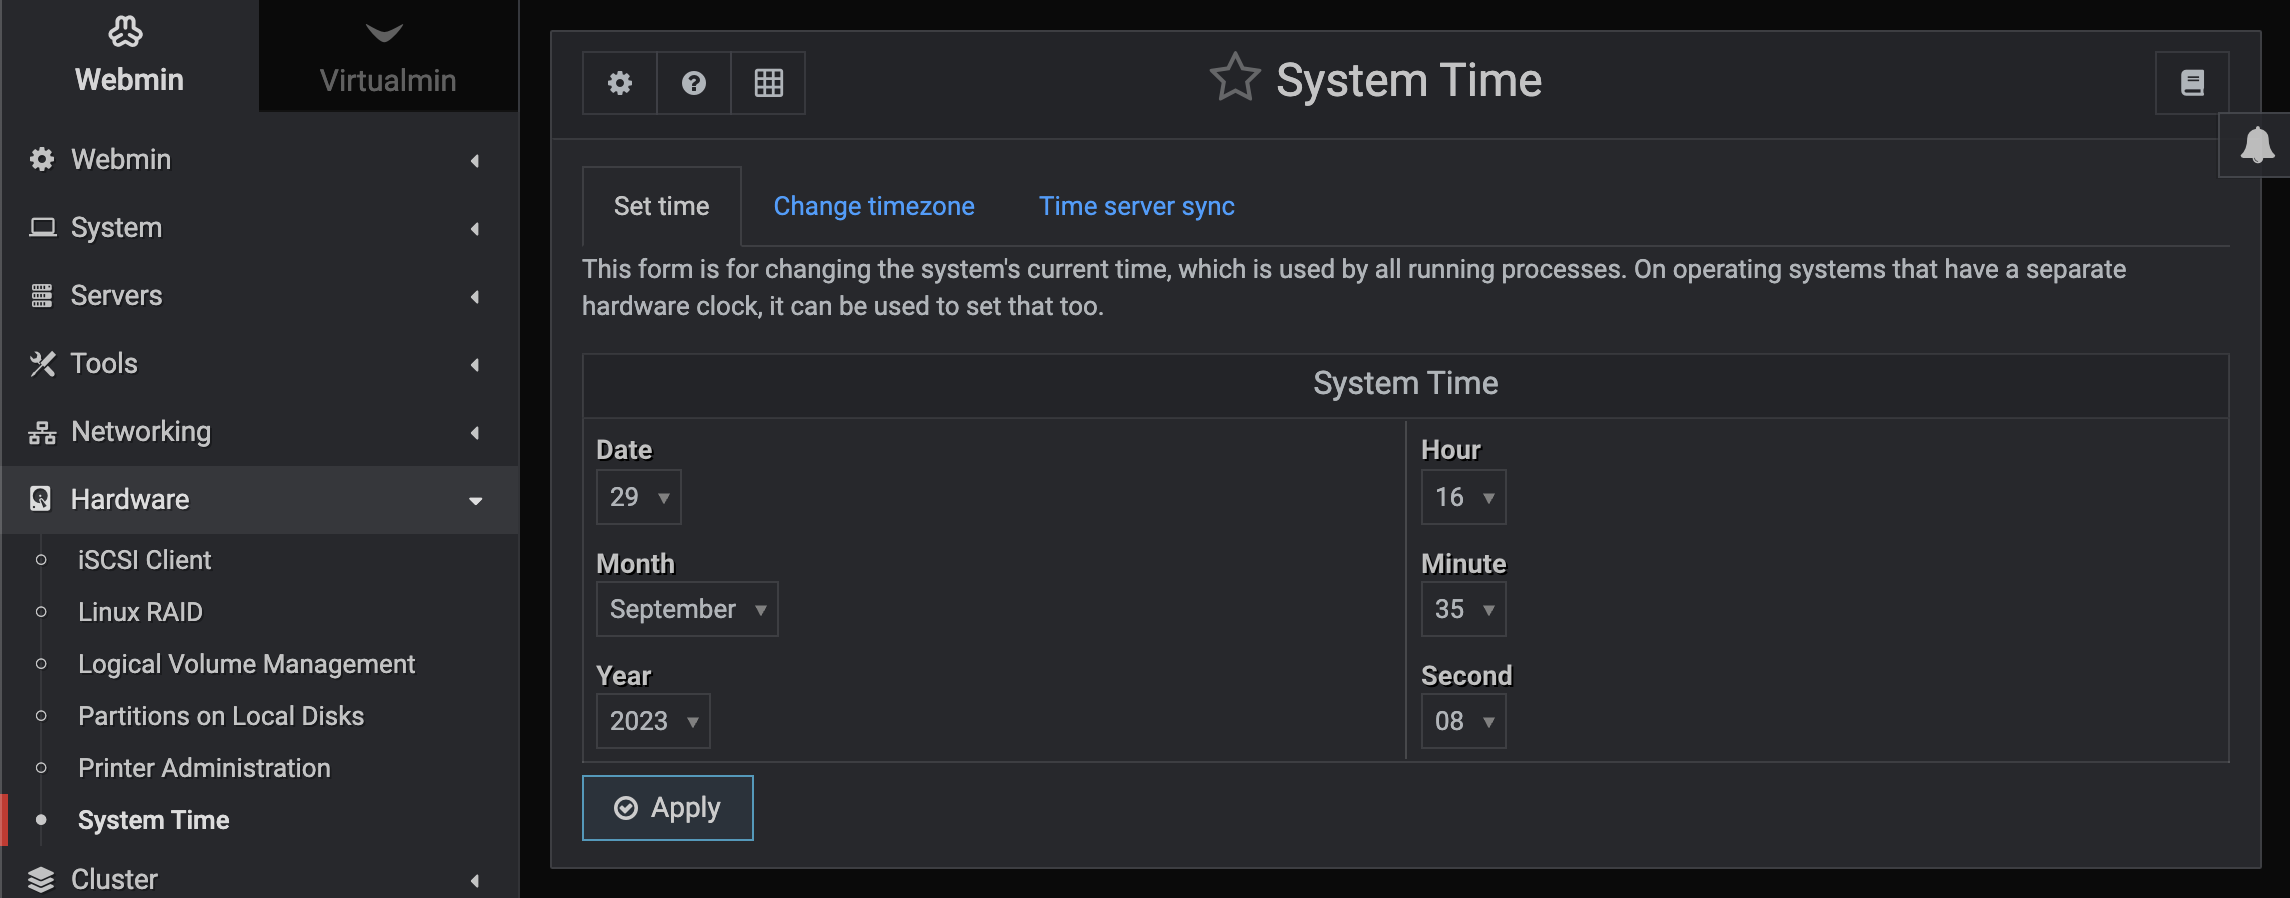 Webmin
Virtualmin
Webmin
System
Servers
Tools
Networking
Hardware
iSCSI Client
Linux RAID
Logical Volume Management
Partitions on Local Disks
Printer Administration
System Time
Cluster
System Time
Set time
Change timezone
Time server sync
This form is for changing the system's current time, which is used by all running processes. On operating systems that have a separate
hardware clock, it can be used to set that too.
System Time
Date
29
Month
September
Year
2023
Hour
16
Minute
35
Second
08
Apply